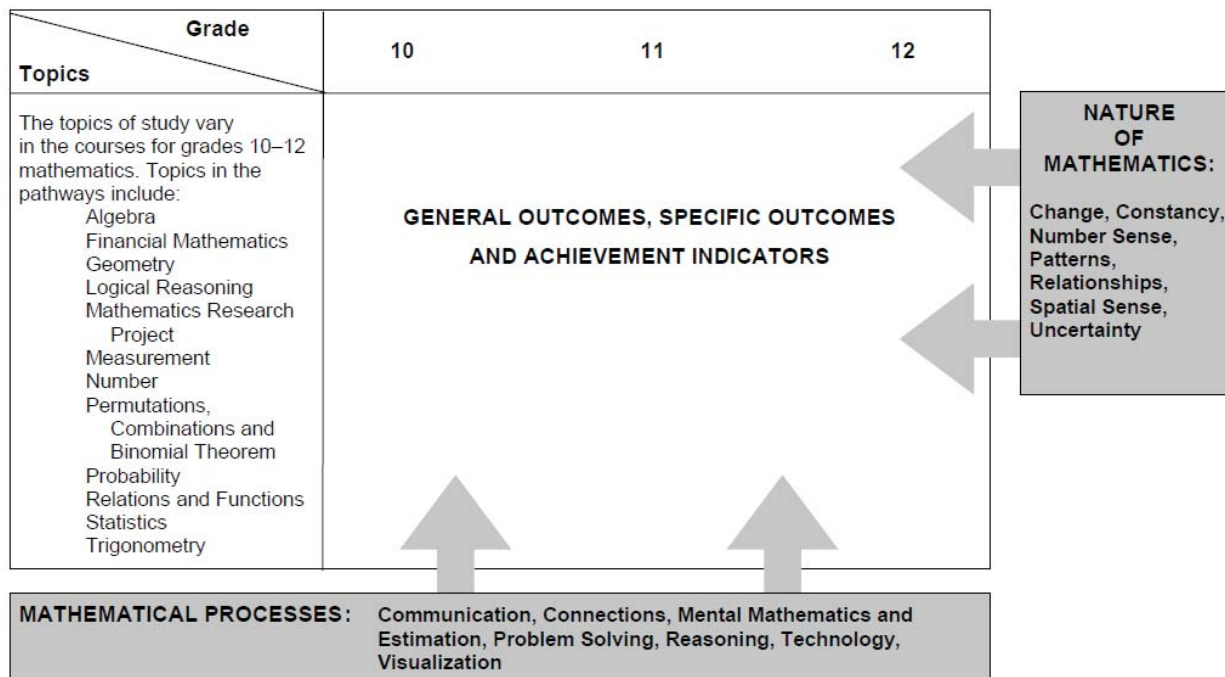 Grade
Topics
10
11
12
The topics of study vary
in the courses for grades 10–12
mathematics. Topics in the
pathways include:
Algebra
Financial Mathematics
Geometry
Logical Reasoning
Mathematics Research
Project
Measurement
Number
Permutations,
Combinations and
Binomial Theorem
Probability
Relations and Functions
Statistics
Trigonometry
GENERAL OUTCOMES, SPECIFIC OUTCOMES
AND ACHIEVEMENT INDICATORS
NATURE
OF
MATHEMATICS:
Change, Constancy,
Number Sense,
Patterns,
Relationships,
Spatial Sense,
Uncertainty
MATHEMATICAL PROCESSES: Communication, Connections, Mental Mathematics and
Estimation, Problem Solving, Reasoning, Technology,
Visualization